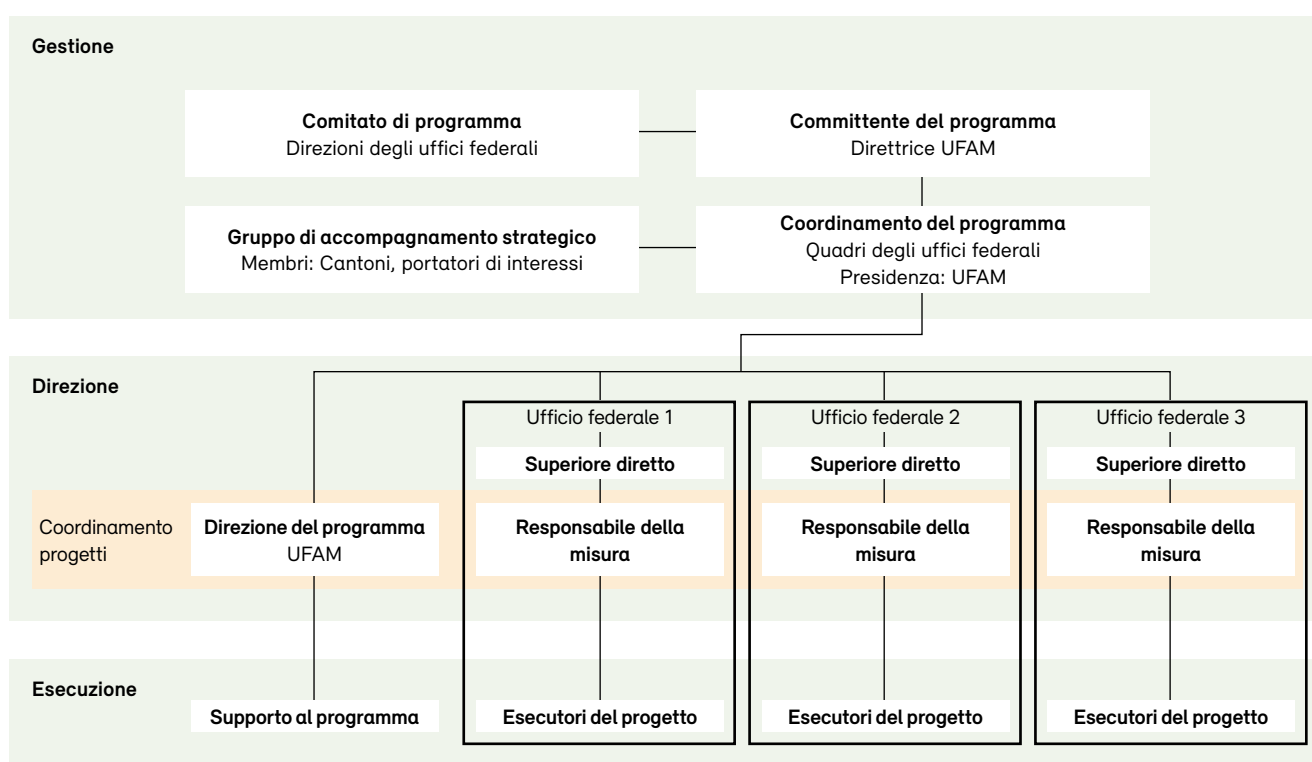 Gestione
Comitato di programma
Direzioni degli uffici federali
Committente del programma
Direttrice UFAM
Gruppo di accompagnamento strategico
Membri: Cantoni, portatori di interessi
Coordinamento del programma
Quadri degli uffici federali
Presidenza: UFAM
Direzione
Ufficio federale 1
Ufficio federale 2
Ufficio federale 3
Superiore diretto
Superiore diretto
Superiore diretto
Coordinamento
progetti
Direzione del programma
UFAM
Responsabile della
misura
Responsabile della
misura
Responsabile della
misura
Esecuzione
Supporto al programma
Esecutori del progetto
Esecutori del progetto
Esecutori del progetto